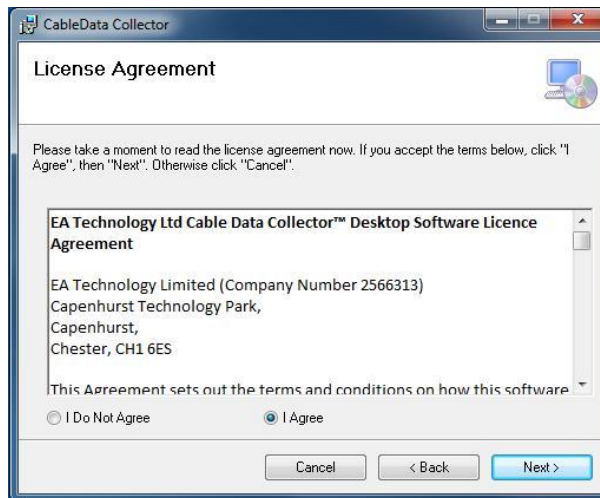 CableData Collector
License Agreement
Please take a moment to read the license agreement now. If you accept the terms below, click "I
Agree", then "Next". Otherwise click "Cancel".
EA Technology Ltd Cable Data Collector™ Desktop Software Licence
Agreement
EA Technology Limited (Company Number 2566313)
Capenhurst Technology Park,
Capenhurst,
Chester, CH1 6ES
This Agreement sets out the terms and conditions on how this software
I Do Not Agree
I Agree
Cancel
< Back
Next >